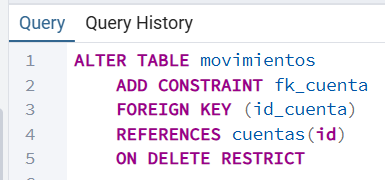 Query Query History
1 ALTER TABLE movimientos
2 ADD CONSTRAINT fk_cuenta
3 FOREIGN KEY (id_cuenta)
4 REFERENCES cuentas(id)
5 ON DELETE RESTRICT